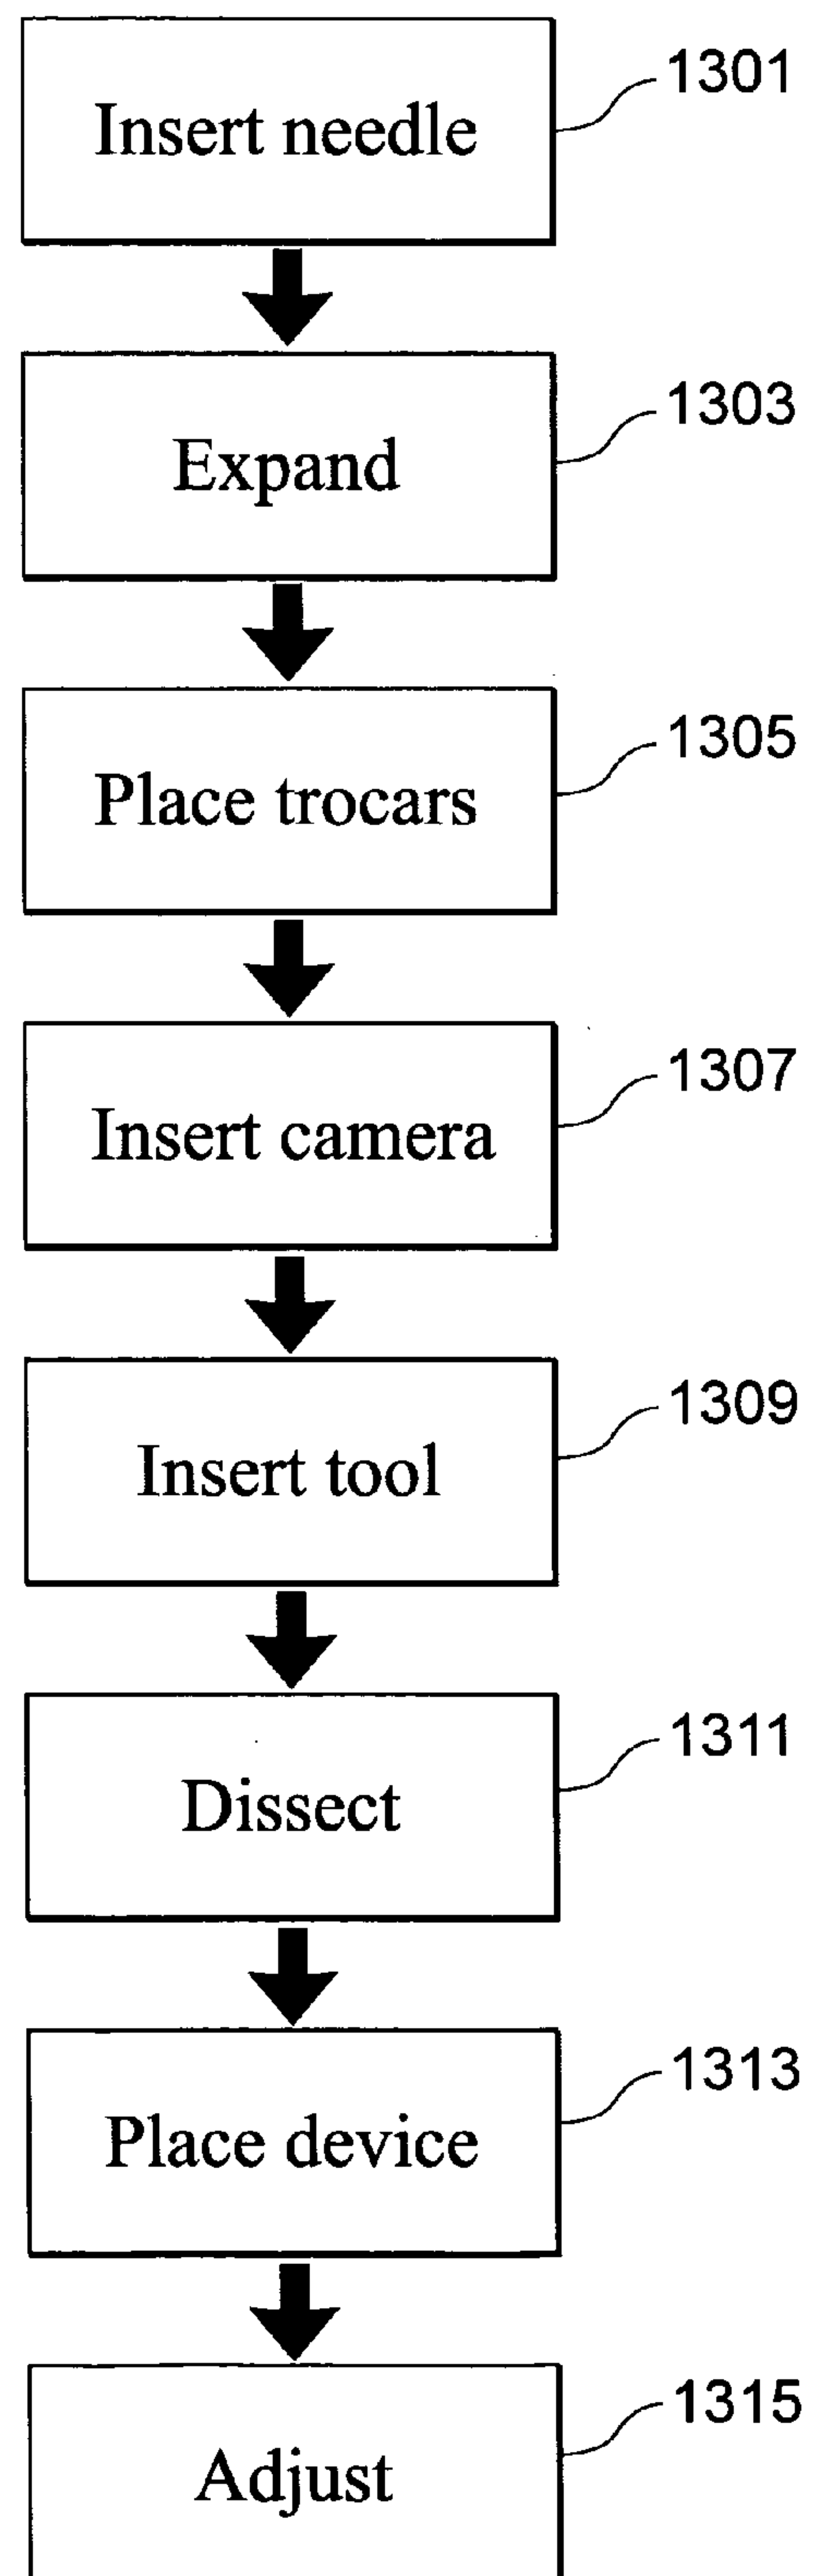 Insert needle
1301
Expand
1303
Place trocars
1305
Insert camera
1307
Insert tool
1309
Dissect
1311
Place device
1313
Adjust
1315